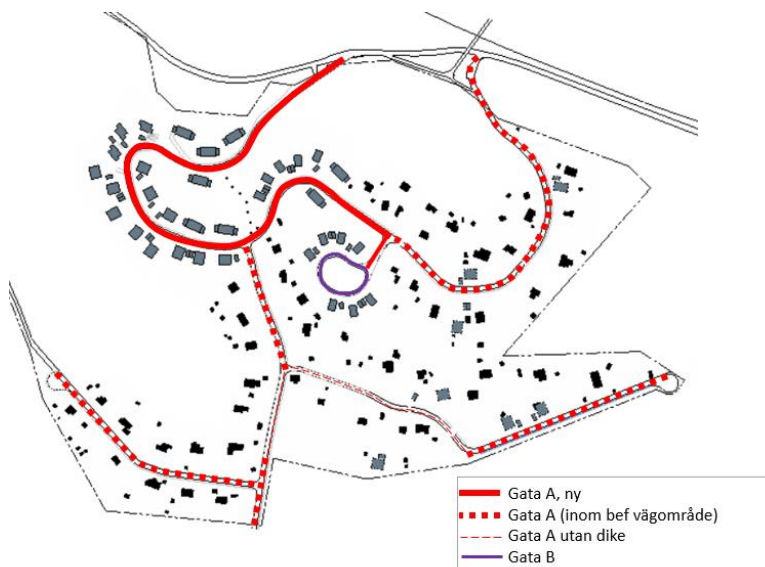 Gata A, ny
Gata A (inom bef vägområde)
Gata A utan dike
Gata B